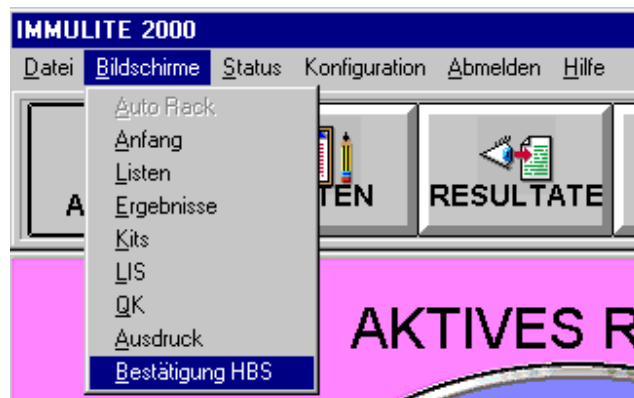 IMMULITE 2000
Datei Bildschirme Status Konfiguration Abmelden Hilfe
Auto Rack
Anfang
Listen
Ergebnisse
Kits
LIS
QK
Ausdruck
Bestätigung HBS
RESULTATE
AKTIVES